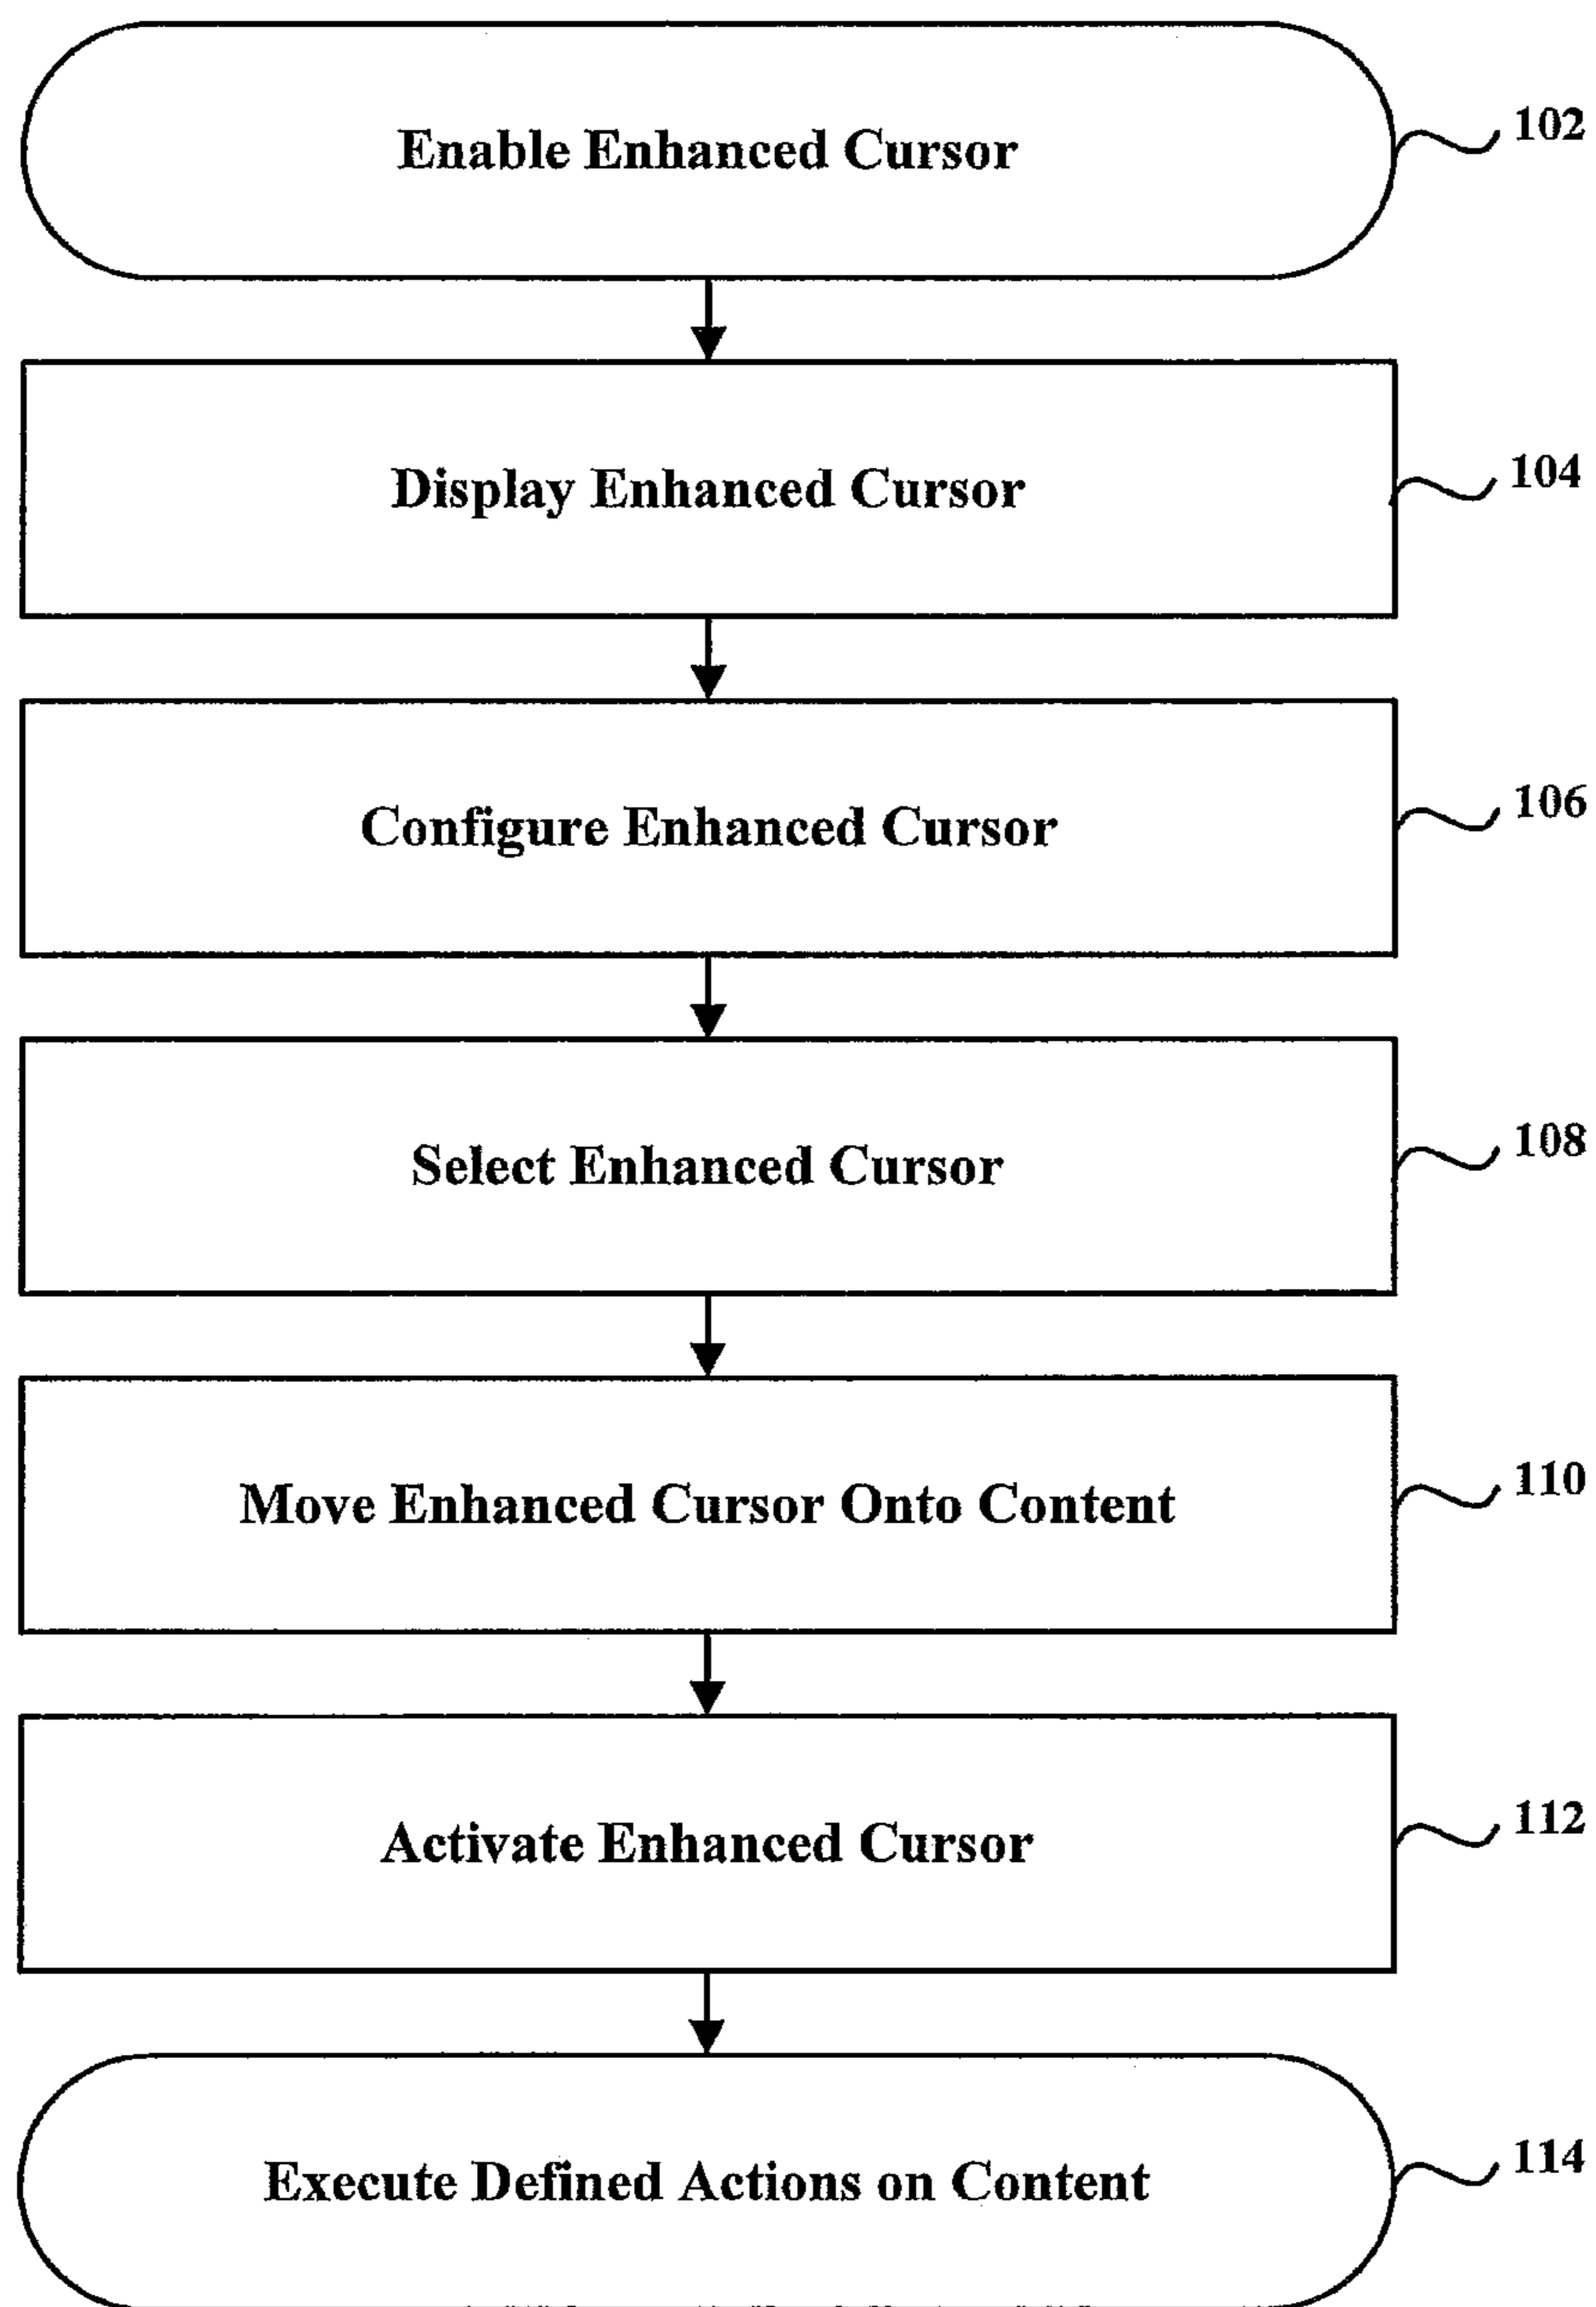 Enable Enhanced Cursor
102
Display Enhanced Cursor
104
Configure Enhanced Cursor
106
Select Enhanced Cursor
108
Move Enhanced Cursor Onto Content
110
Activate Enhanced Cursor
112
Execute Defined Actions on Content
114